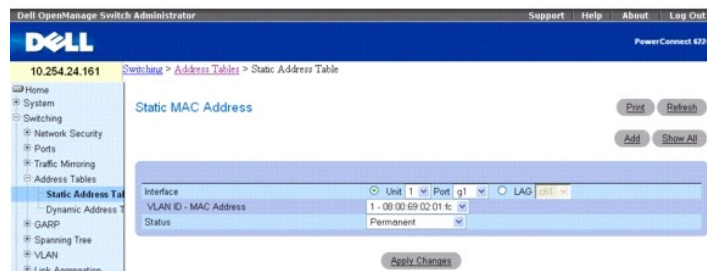 Dell OpenManage Switch Administrator Support Help About Log Out
DELL PowerConnect 622
10.254.24.161 Switching > Address Tables > Static Address Table
Home
System
Static MAC Address Print Refresh
Switching
Network Security
Add Show All
Ports
Traffic Mirroring
Address Tables
Static Address Tal
Interface Unit 1 Port g1 LAG ch1
Dynamic Address T
VLAN ID - MAC Address 1 - 08:00:69:02:01:fc
GARP
Status Permanent
Spanning Tree
VLAN
Link Aggregation
Apply Changes